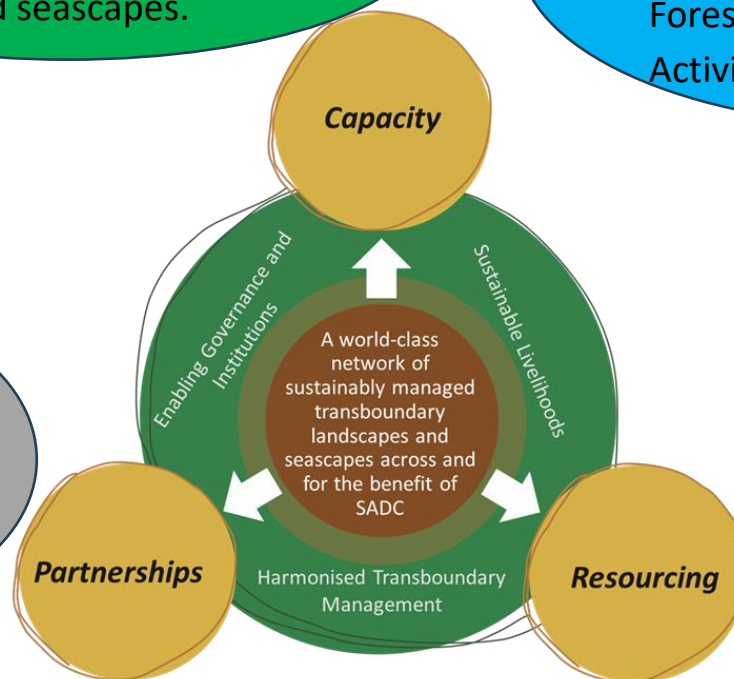 d seascapes.
Fores
Activi
Capacity
Enabling Governance and
Institutions
Sustainable Livelihoods
A world-class
network of
sustainably managed
transboundary
landscapes and
seascapes across and
for the benefit of
SADC
Partnerships
Harmonised Transboundary
Management
Resourcing